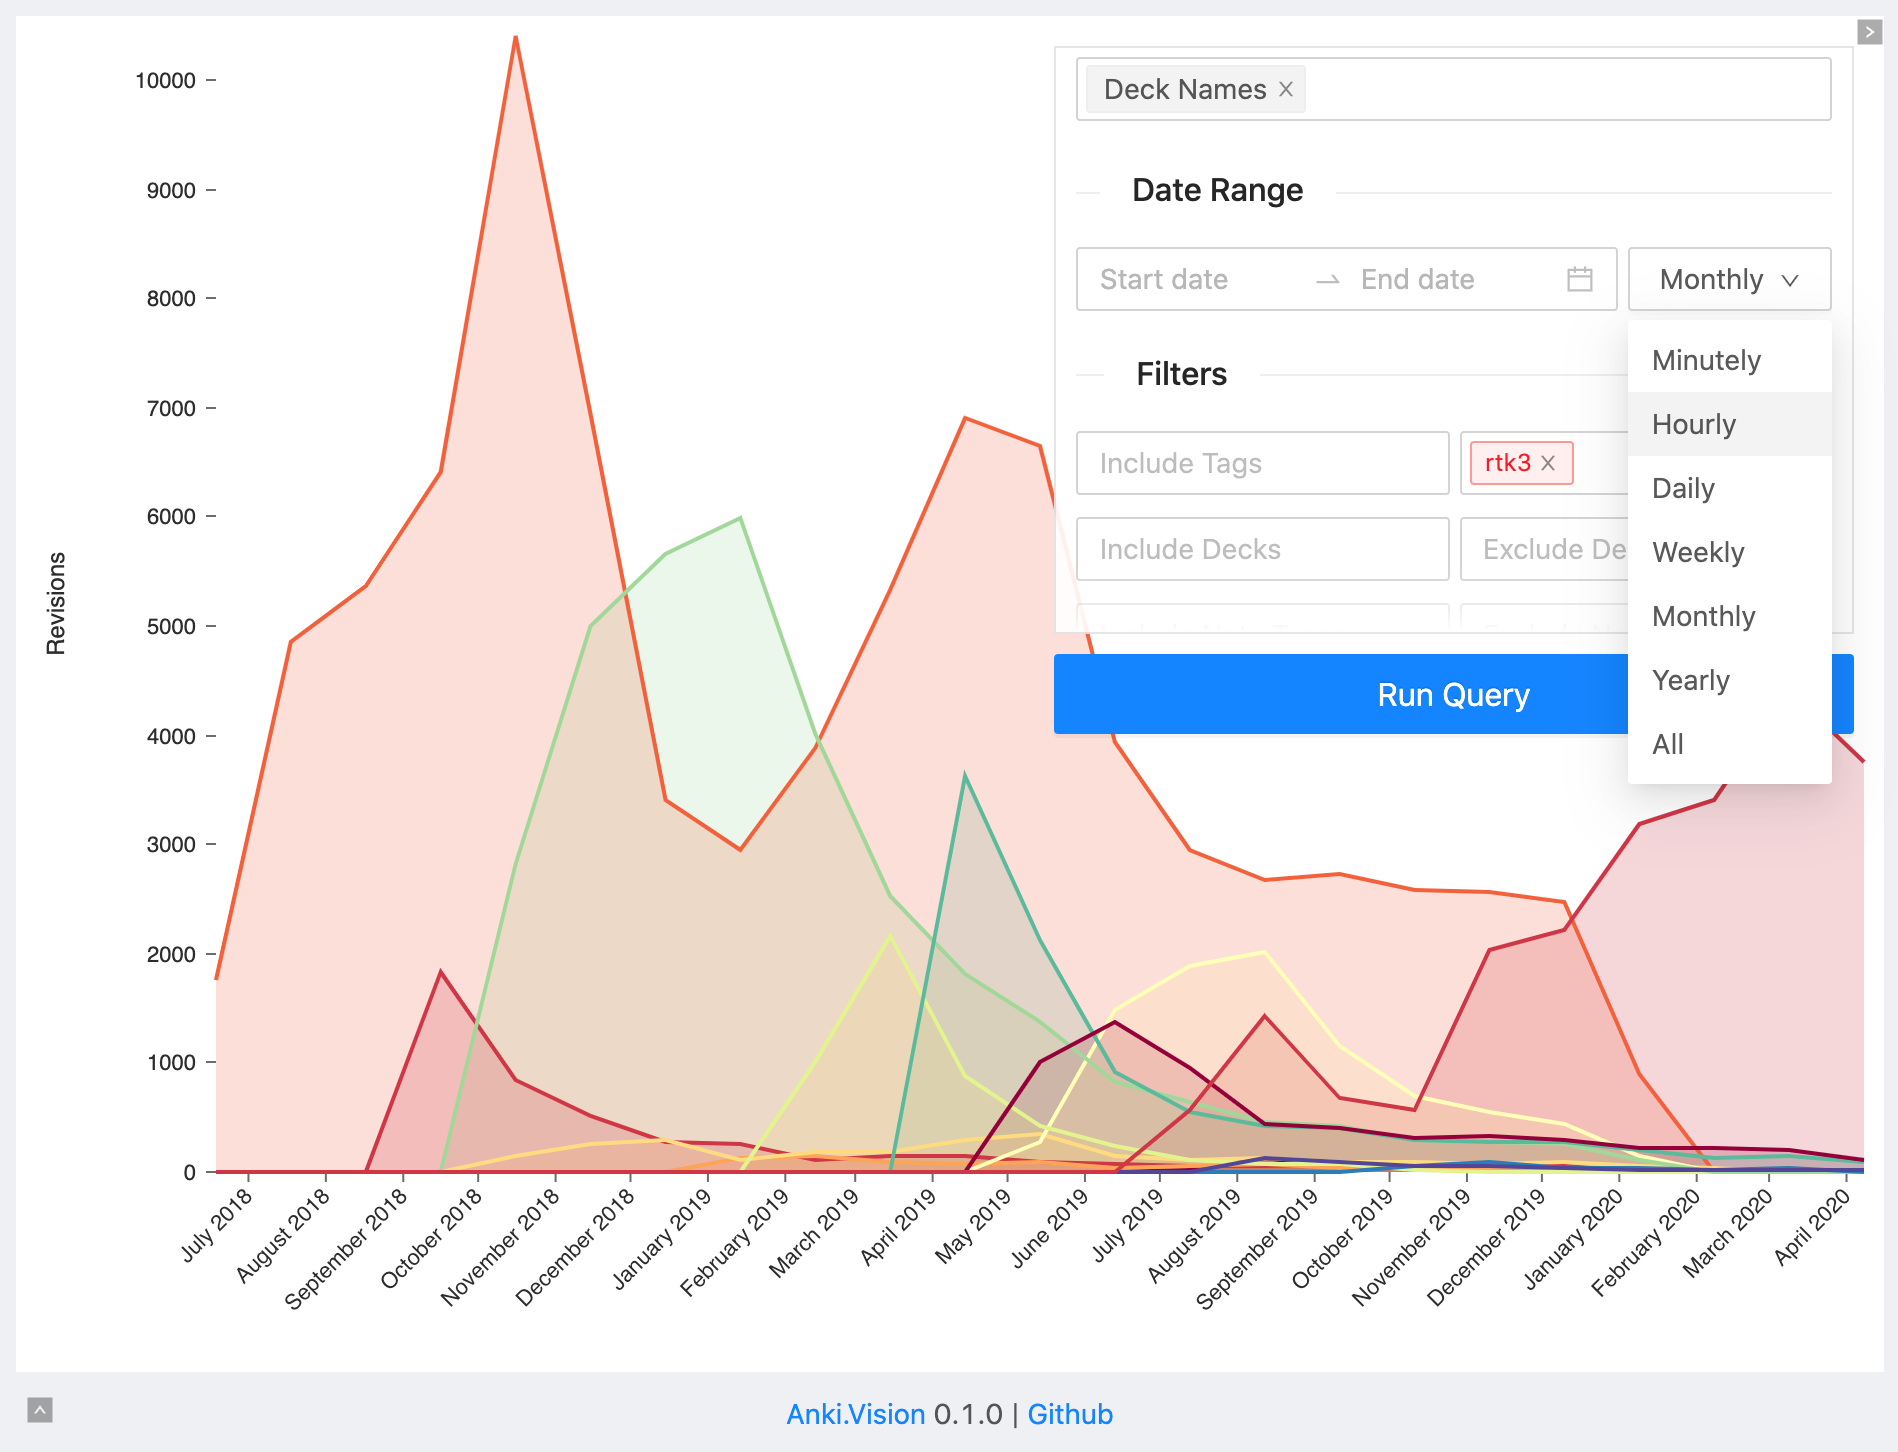 Deck Names
Date Range
Start date
End date
Monthly
Minutely
Hourly
Daily
Weekly
Monthly
Yearly
All
Filters
Include Tags
rtk3
Include Decks
Exclude De
Run Query
Revisions
10000
9000
8000
7000
6000
5000
4000
3000
2000
1000
0
July 2018
August 2018
September 2018
October 2018
November 2018
December 2018
January 2019
February 2019
March 2019
April 2019
May 2019
June 2019
July 2019
August 2019
September 2019
October 2019
November 2019
December 2019
January 2020
February 2020
March 2020
April 2020
Anki.Vision 0.1.0 | Github